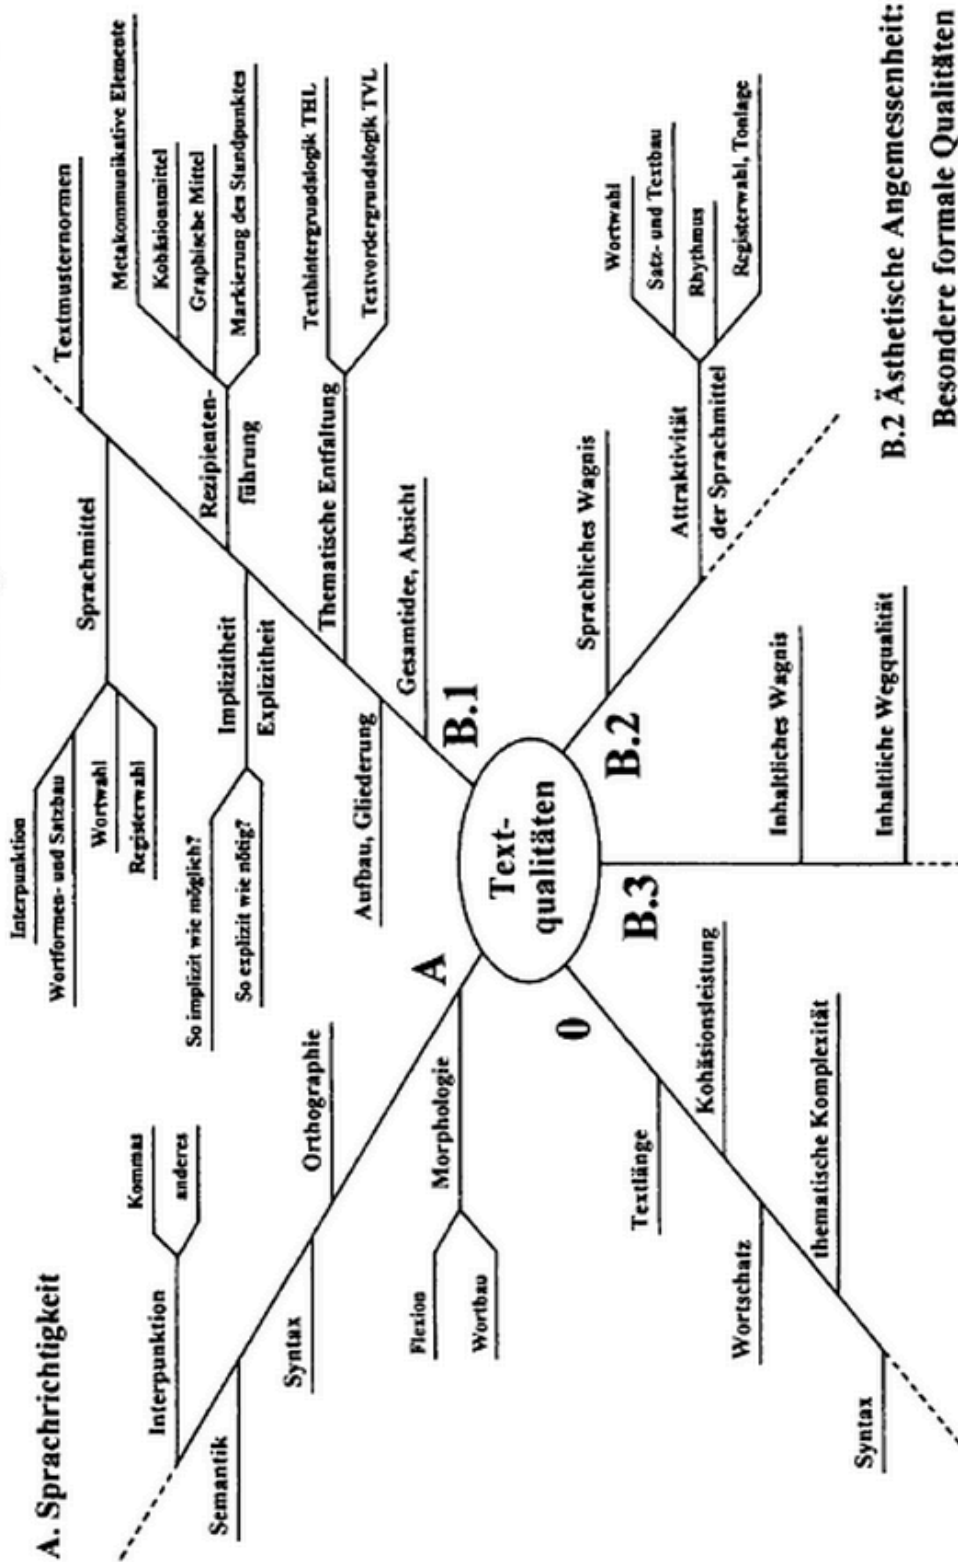 A. Sprachrichtigkeit
Interpunktion
Kommas
anderes
Semantik
Orthographie
Syntax
Morphologie
Flexion
Wortbau
A
Interpunktion
Wortformen- und Satzbau
Wortwahl
Registerwahl
Sprachmittel
Textmusternormen
Metakommunikative Elemente
Kohäsionsmittel
Graphische Mittel
Markierung des Standpunktes
Rezipienten-
führung
So implizit wie möglich?
So explizit wie nötig?
Implizitheit
Explizitheit
Thematische Entfaltung
Texthintergrundslogik THL
Textvordergrundslogik TVL
Aufbau, Gliederung
Gesamtidee, Absicht
B.1
Text-
qualitäten
0
Textlänge
Kohäsionsleistung
Wortschatz
thematische Komplexität
Syntax
B.3
Inhaltliches Wagnis
Inhaltliche Wegqualität
B.2
Sprachliches Wagnis
Attraktivität
der Sprachmittel
Wortwahl
Satz- und Textbau
Rhythmus
Registerwahl, Tonlage
B.2 Ästhetische Angemessenheit:
Besondere formale Qualitäten